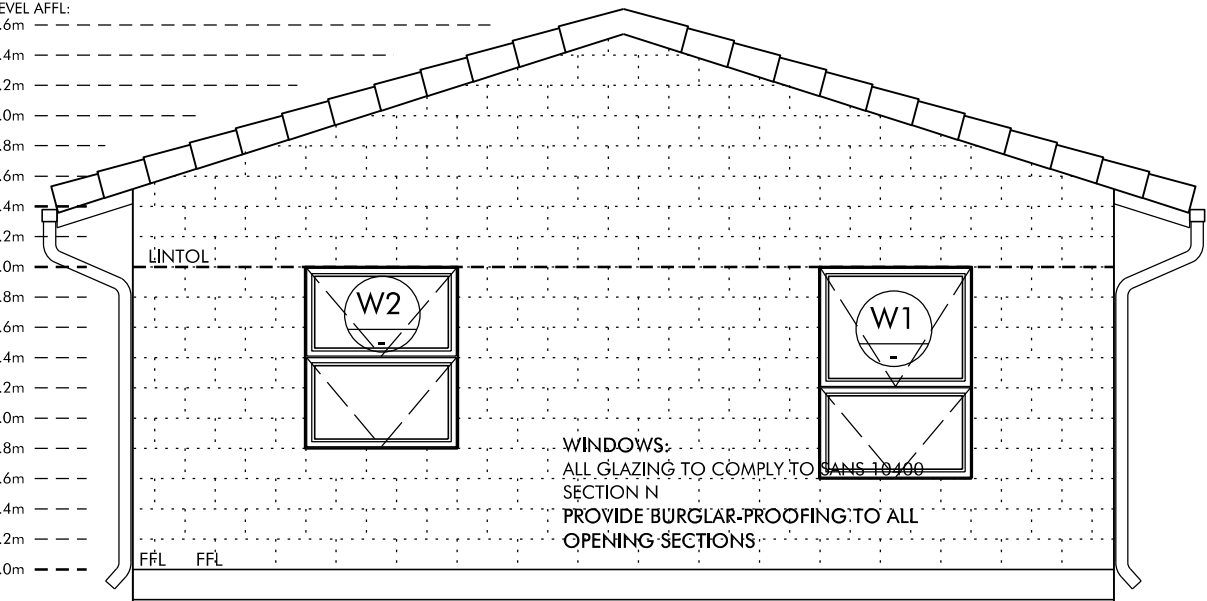 EVEL AFFL:
.6m
.4m
.2m
.0m
.8m
.6m
.4m
.2m
.0m
LINTOL
.8m
.6m
.4m
.2m
.0m
.8m
.6m
.4m
.2m
.0m
W2
-
W1
-
WINDOWS:
ALL GLAZING TO COMPLY TO SANS 10400
SECTION N
PROVIDE BURGLAR-PROOFING TO ALL
OPENING SECTIONS
FFL FFL